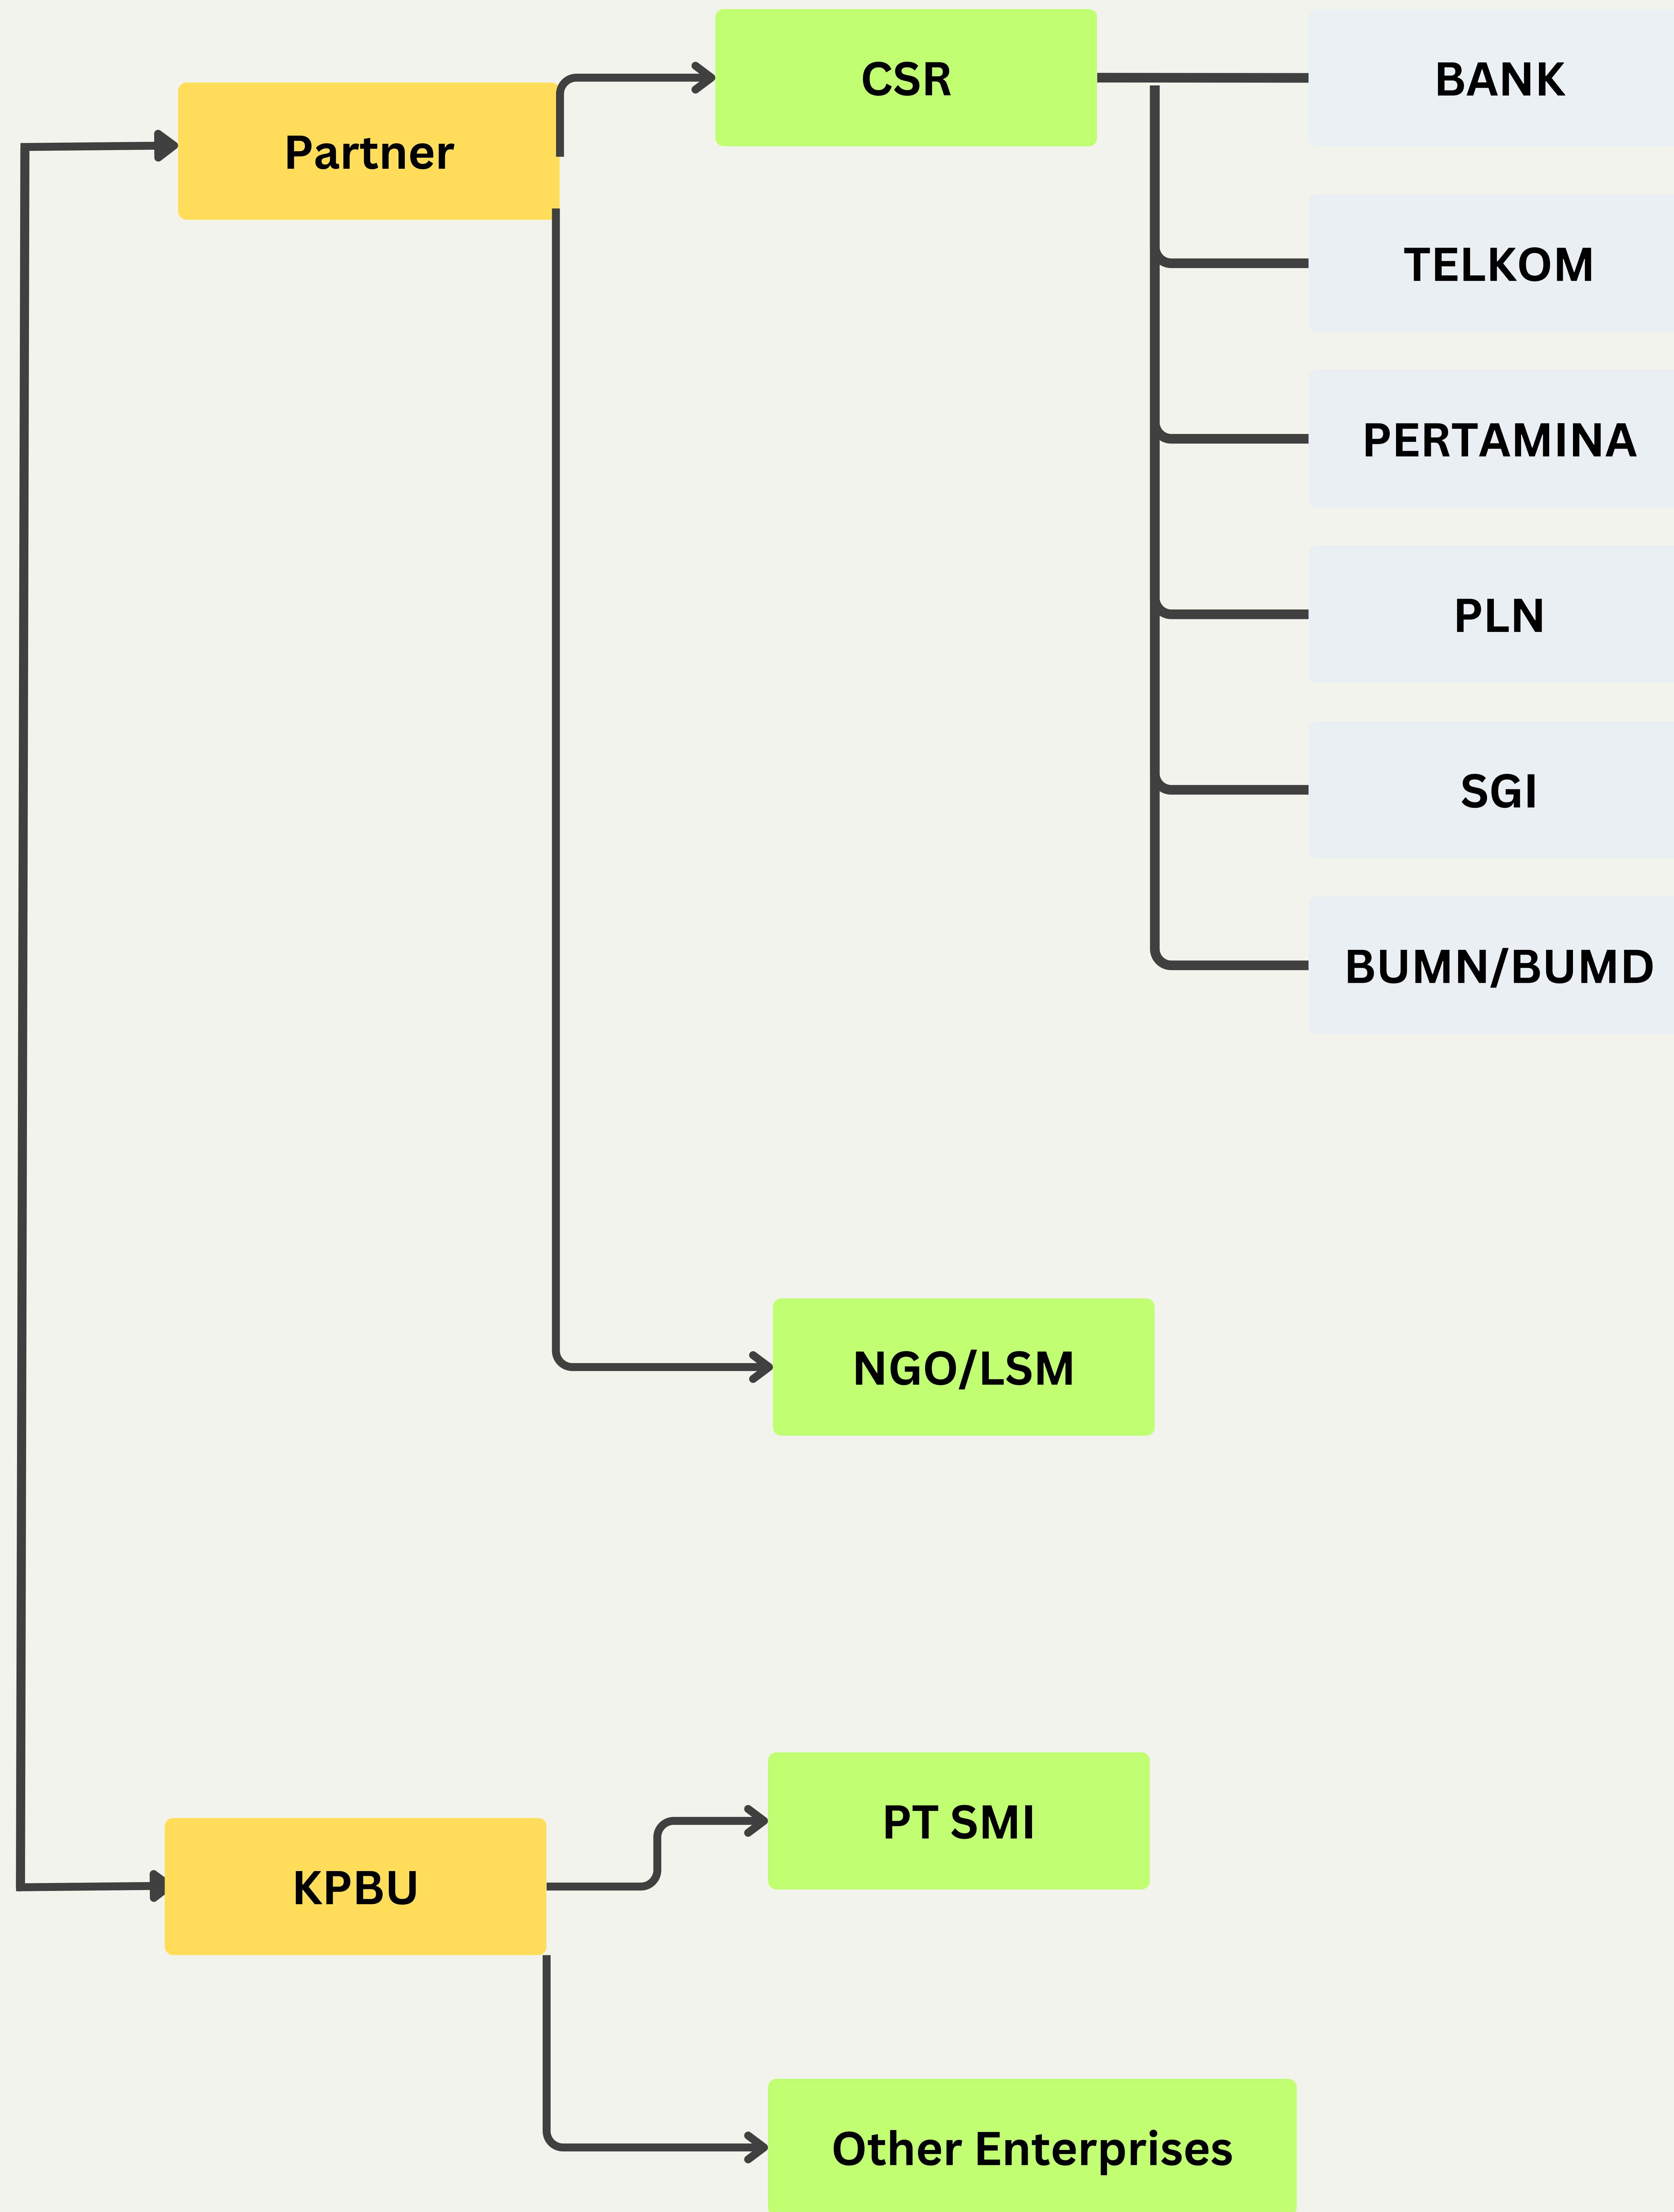 CSR
BANK
Partner
TELKOM
PERTAMINA
PLN
SGI
BUMN/BUMD
NGO/LSM
PT SMI
KPBU
Other Enterprises